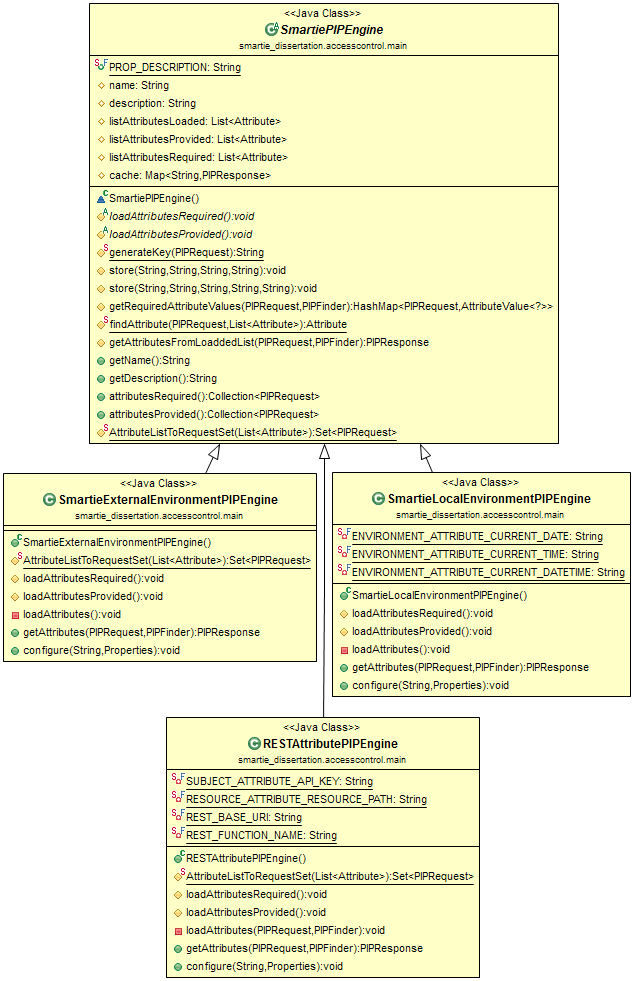 <<Java Class>>
SmartiePIPEngine
smartie_dissertation.accesscontrol.main
PROP_DESCRIPTION: String
name: String
description: String
listAttributesLoaded: List<Attribute>
listAttributesProvided: List<Attribute>
listAttributesRequired: List<Attribute>
cache: Map<String,PIPResponse>
SmartiePIPEngine()
loadAttributesRequired():void
loadAttributesProvided():void
generateKey(PIPRequest):String
store(String,String,String,String):void
store(String,String,String,String,String):void
getRequiredAttributeValues(PIPRequest,PIPFinder):HashMap<PIPRequest,AttributeValue<?>>
findAttribute(PIPRequest,List<Attribute>):Attribute
getAttributesFromLoaddedList(PIPRequest,PIPFinder):PIPResponse
getName():String
getDescription():String
attributesRequired():Collection<PIPRequest>
attributesProvided():Collection<PIPRequest>
AttributeListToRequestSet(List<Attribute>):Set<PIPRequest>
<<Java Class>>
SmartieExternalEnvironmentPIPEngine
smartie_dissertation.accesscontrol.main
SmartieExternalEnvironmentPIPEngine()
AttributeListToRequestSet(List<Attribute>):Set<PIPRequest>
loadAttributesRequired():void
loadAttributesProvided():void
loadAttributes():void
getAttributes(PIPRequest,PIPFinder):PIPResponse
configure(String,Properties):void
<<Java Class>>
SmartieLocalEnvironmentPIPEngine
smartie_dissertation.accesscontrol.main
ENVIRONMENT_ATTRIBUTE_CURRENT_DATE: String
ENVIRONMENT_ATTRIBUTE_CURRENT_TIME: String
ENVIRONMENT_ATTRIBUTE_CURRENT_DATETIME: String
SmartieLocalEnvironmentPIPEngine()
loadAttributesRequired():void
loadAttributesProvided():void
loadAttributes():void
getAttributes(PIPRequest,PIPFinder):PIPResponse
configure(String,Properties):void
<<Java Class>>
RESTAttributePIPEngine
smartie_dissertation.accesscontrol.main
SUBJECT_ATTRIBUTE_API_KEY: String
RESOURCE_ATTRIBUTE_RESOURCE_PATH: String
REST_BASE_URI: String
REST_FUNCTION_NAME: String
RESTAttributePIPEngine()
AttributeListToRequestSet(List<Attribute>):Set<PIPRequest>
loadAttributesRequired():void
loadAttributesProvided():void
loadAttributes(PIPRequest,PIPFinder):void
getAttributes(PIPRequest,PIPFinder):PIPResponse
configure(String,Properties):void